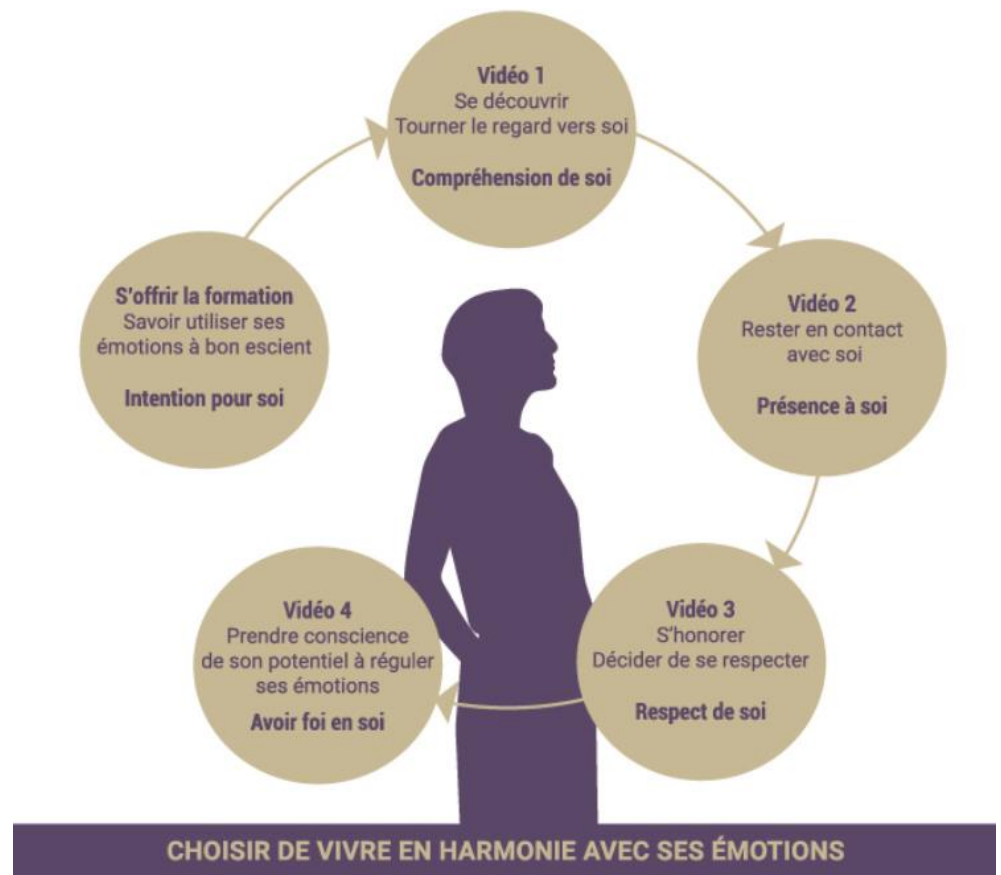 Vidéo 1
Se découvrir
Tourner le regard vers soi
Compréhension de soi
Vidéo 2
Rester en contact
avec soi
Présence à soi
Vidéo 3
S'honorer
Décider de se respecter
Respect de soi
Vidéo 4
Prendre conscience
de son potentiel à réguler
ses émotions
Avoir foi en soi
S'offrir la formation
Savoir utiliser ses
émotions à bon escient
Intention pour soi
CHOISIR DE VIVRE EN HARMONIE AVEC SES ÉMOTIONS